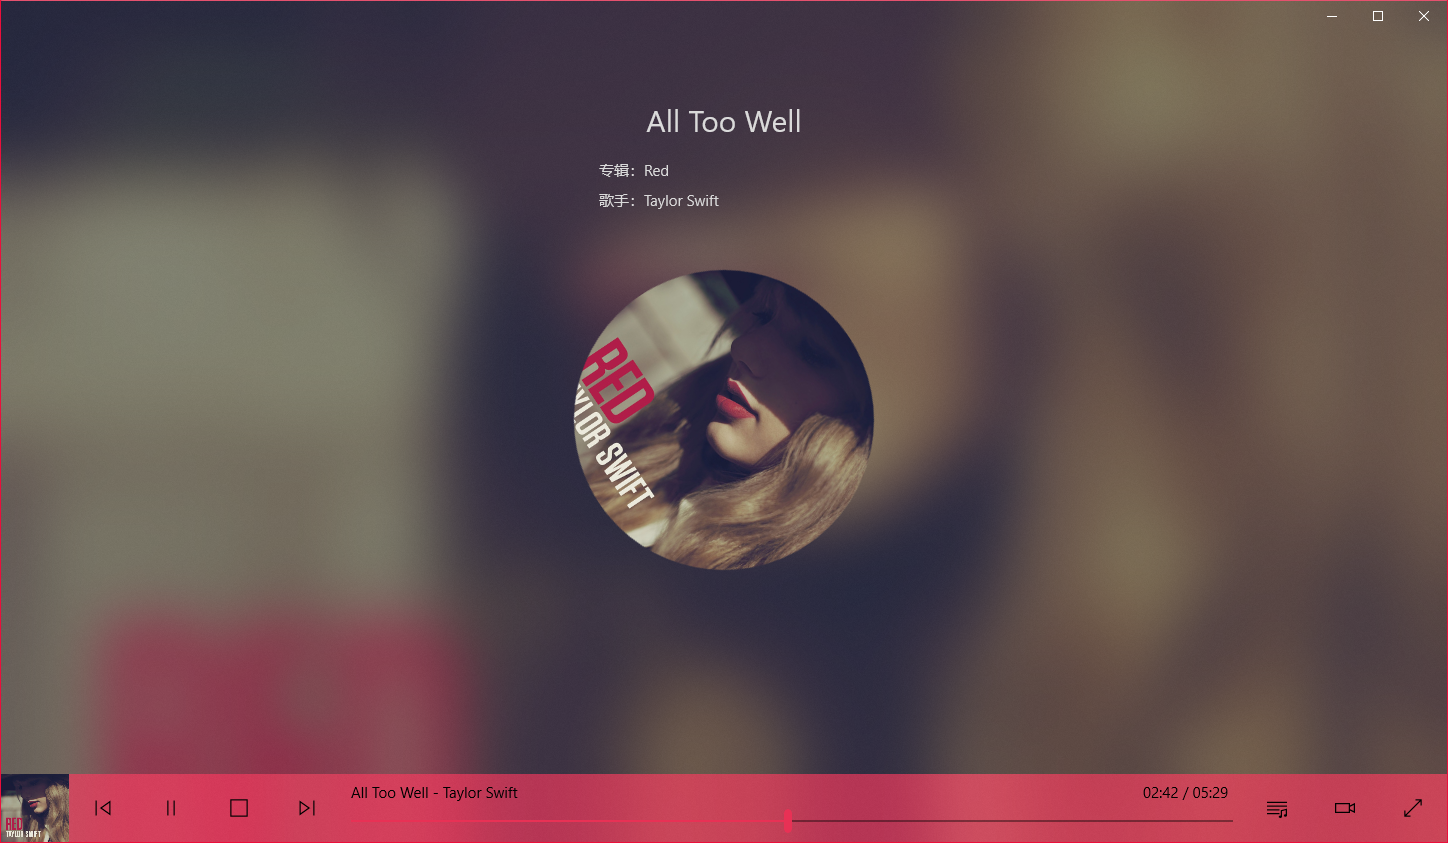 All Too Well
专辑：Red
歌手：Taylor Swift
RED
TAYLOR SWIFT
RED
TAYLOR SWIFT
All Too Well - Taylor Swift
02:42 / 05:29